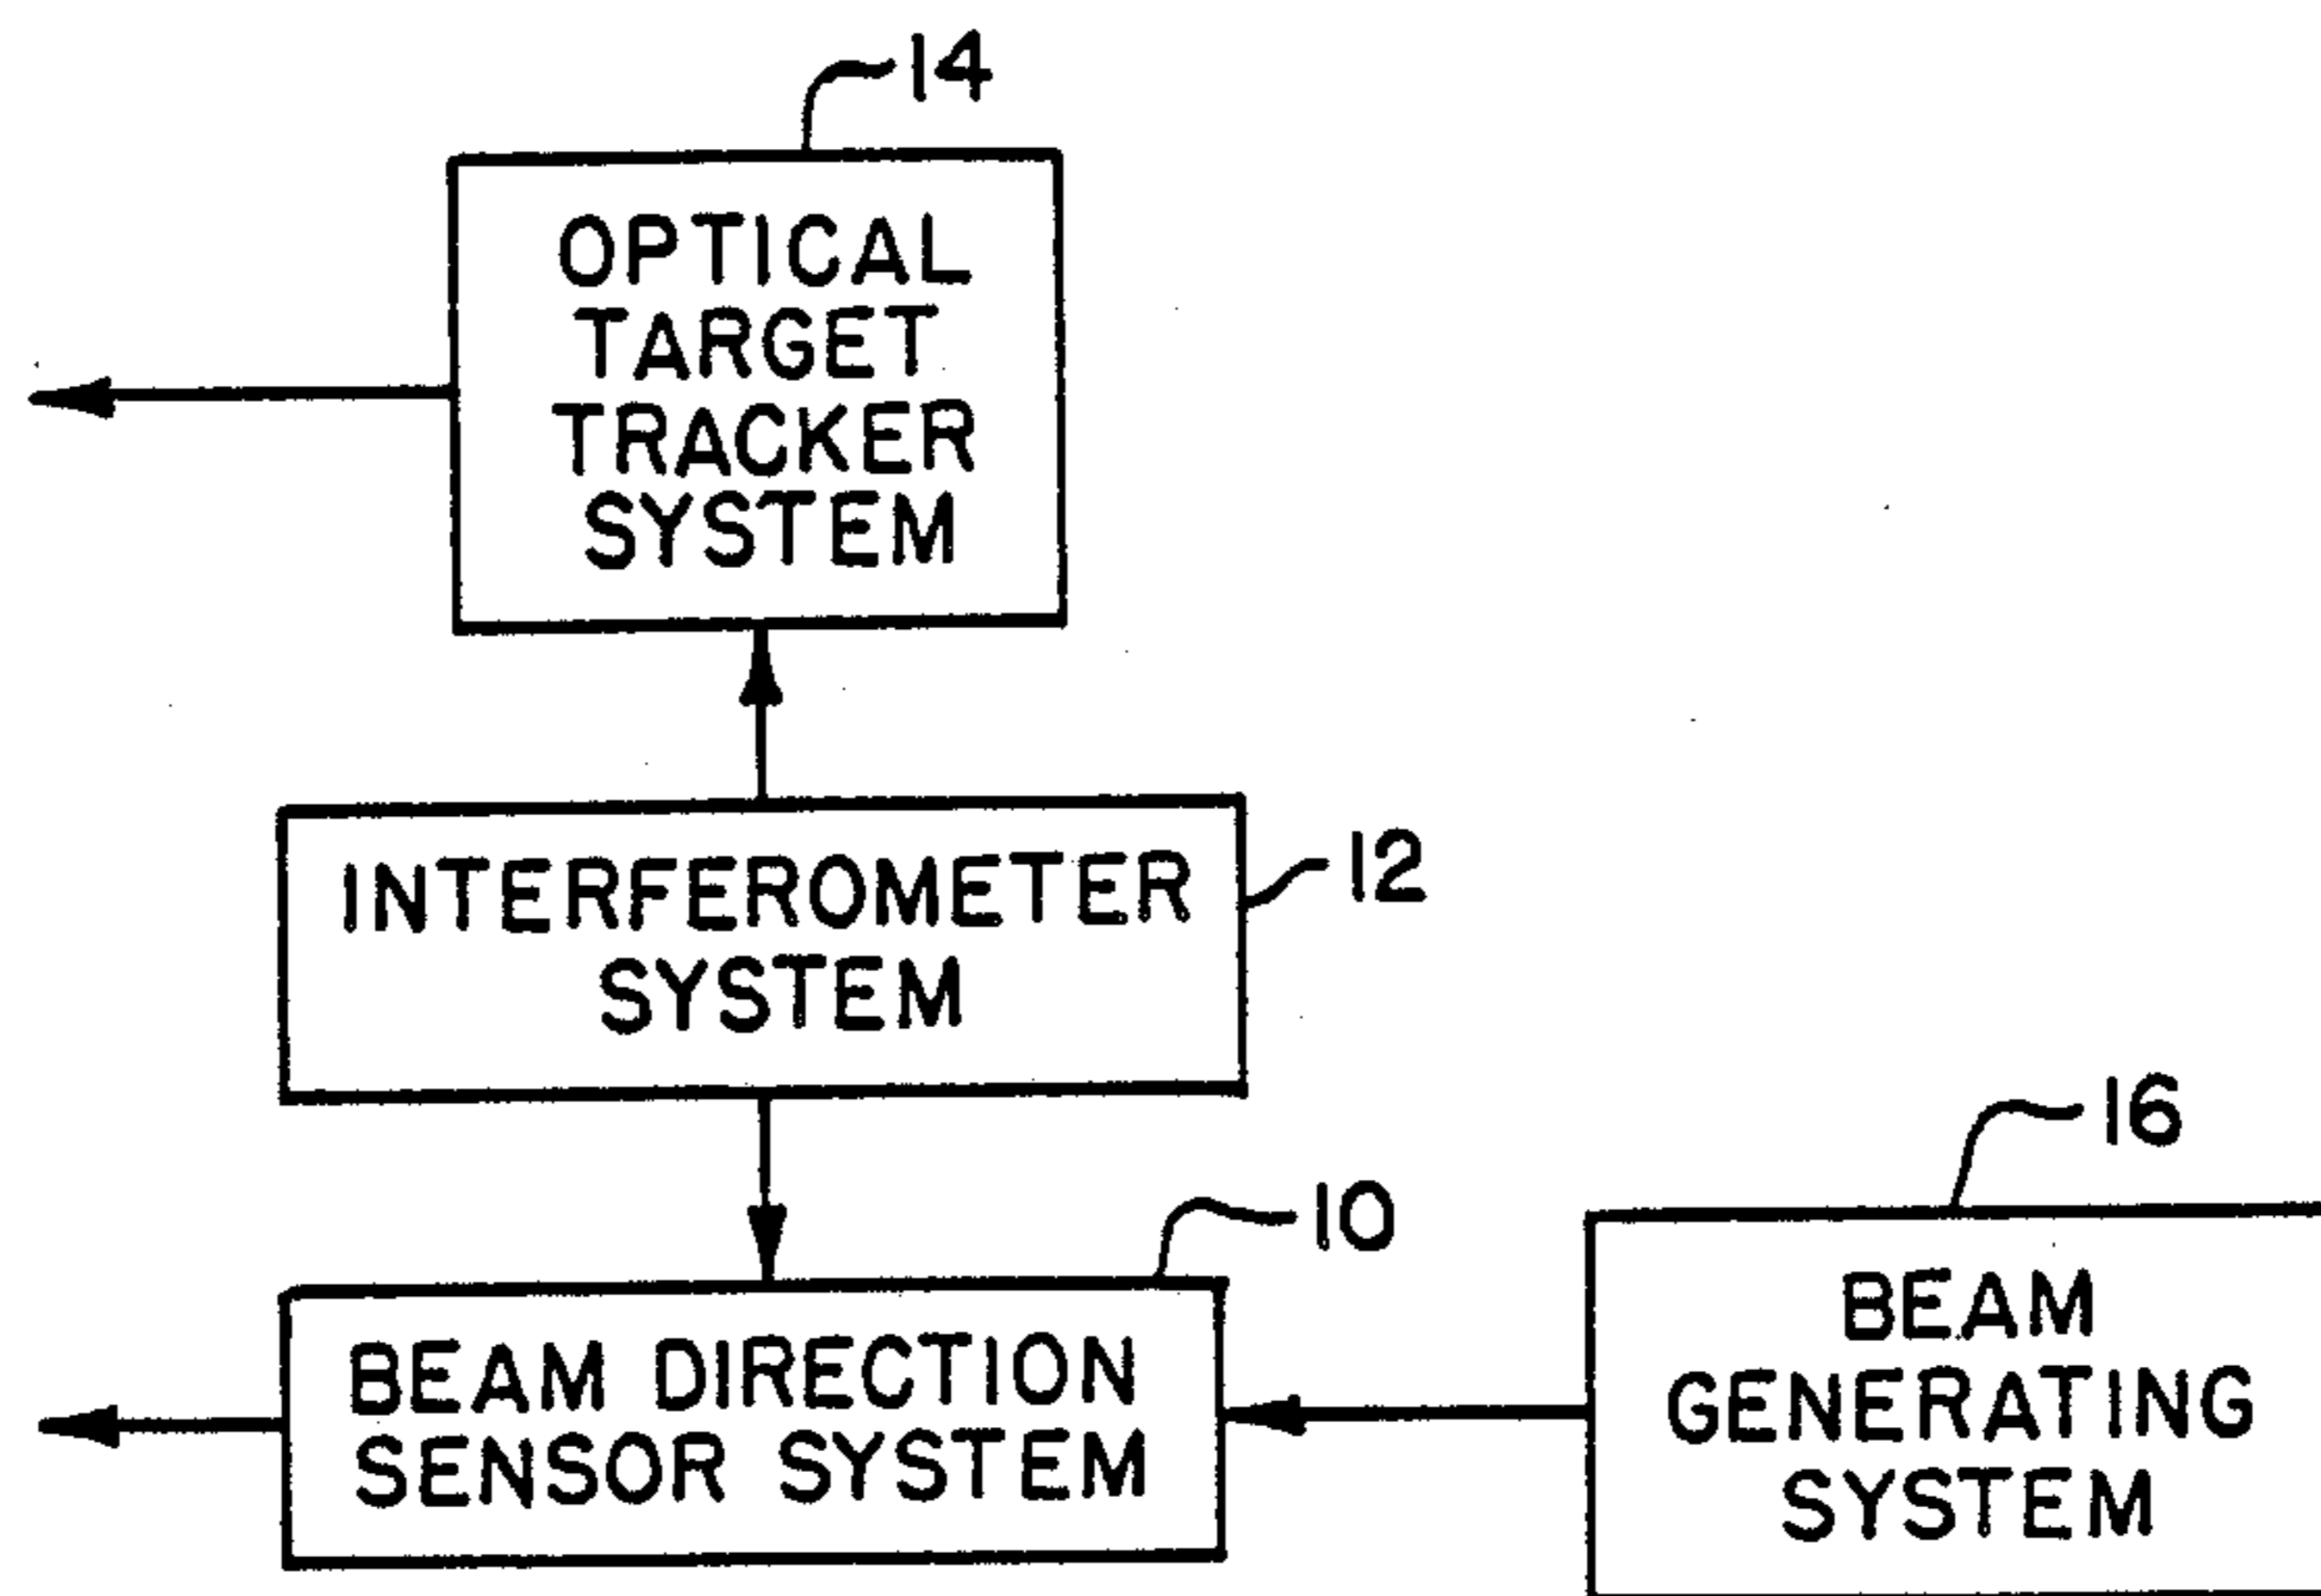 14
OPTICAL
TARGET
TRACKER
SYSTEM
INTERFEROMETER
SYSTEM
12
16
10
BEAM DIRECTION
SENSOR SYSTEM
BEAM
GENERATING
SYSTEM